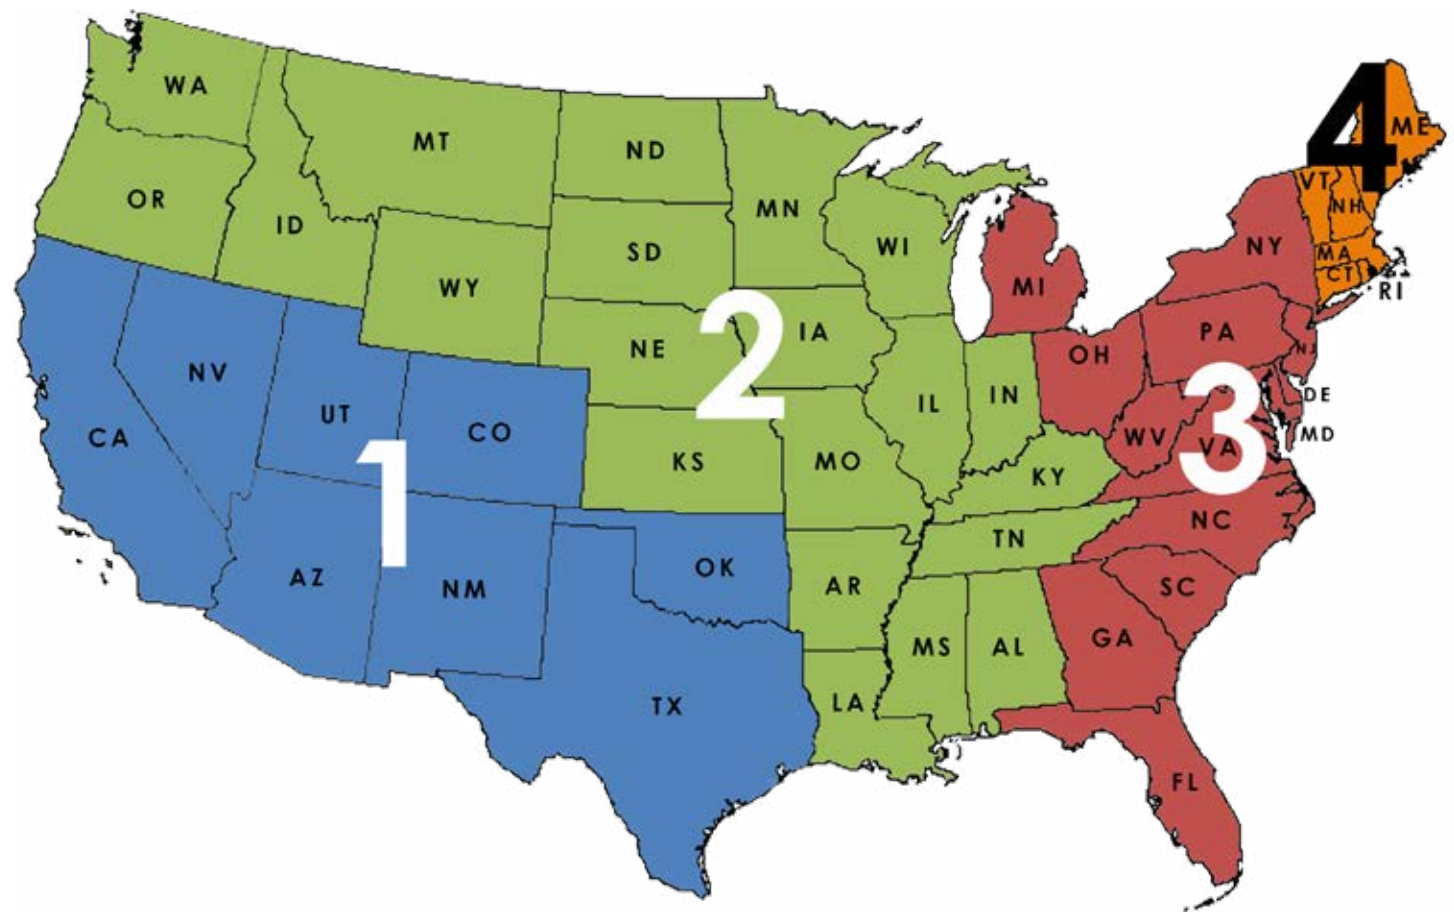 WA
MT
ND
MN
OR
ID
WY
SD
WI
MI
NY
VT
NH
ME
4
MA
CT
RI
NE
IA
2
PA
NJ
OH
IL
IN
NV
UT
CO
CA
1
KS
MO
KY
WV
VA
3
DE
MD
AZ
NM
OK
AR
TN
NC
SC
MS
AL
GA
TX
LA
FL